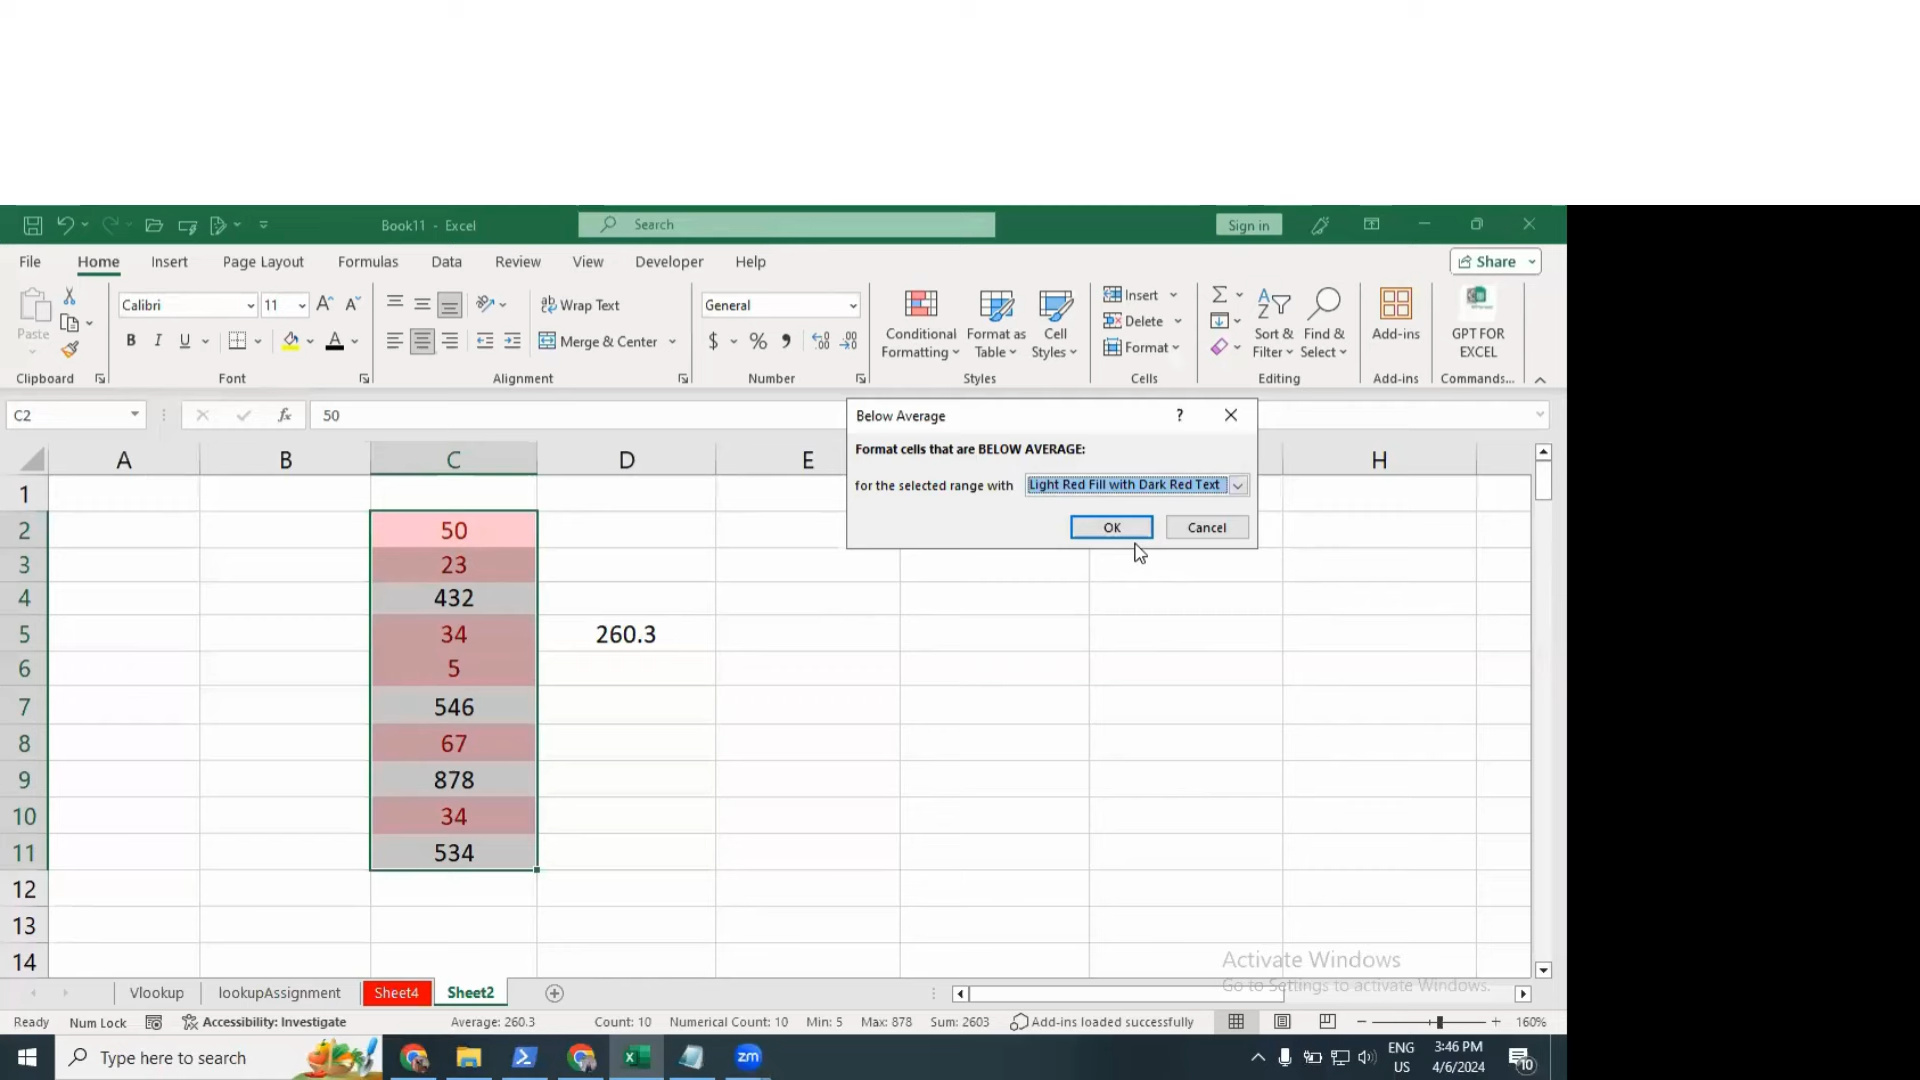 Book11 - Excel
Search
Sign in
File Home Insert Page Layout Formulas Data Review View Developer Help
Share
Paste
Calibri 11
B I U
Wrap Text
Merge & Center
General
$ %
Conditional Formatting
Format as Table
Cell Styles
Insert
Delete
Format
Sort & Filter
Find & Select
Add-ins
GPT FOR EXCEL
Clipboard Font Alignment Number Styles Cells Editing Add-ins Commands...
C2 fx 50
Below Average ?
Format cells that are BELOW AVERAGE:
for the selected range with Light Red Fill with Dark Red Text
OK Cancel
A B C D E H
1
2 50
3 23
4 432
5 34 260.3
6 5
7 546
8 67
9 878
10 34
11 534
12
13
14
Activate Windows
Go to Settings to activate Windows.
Vlookup lookupAssignment Sheet4 Sheet2
Ready Num Lock Accessibility: Investigate Average: 260.3 Count: 10 Numerical Count: 10 Min: 5 Max: 878 Sum: 2603 Add-ins loaded successfully 160%
Type here to search
zm
ENG
US
3:46 PM
4/6/2024
10